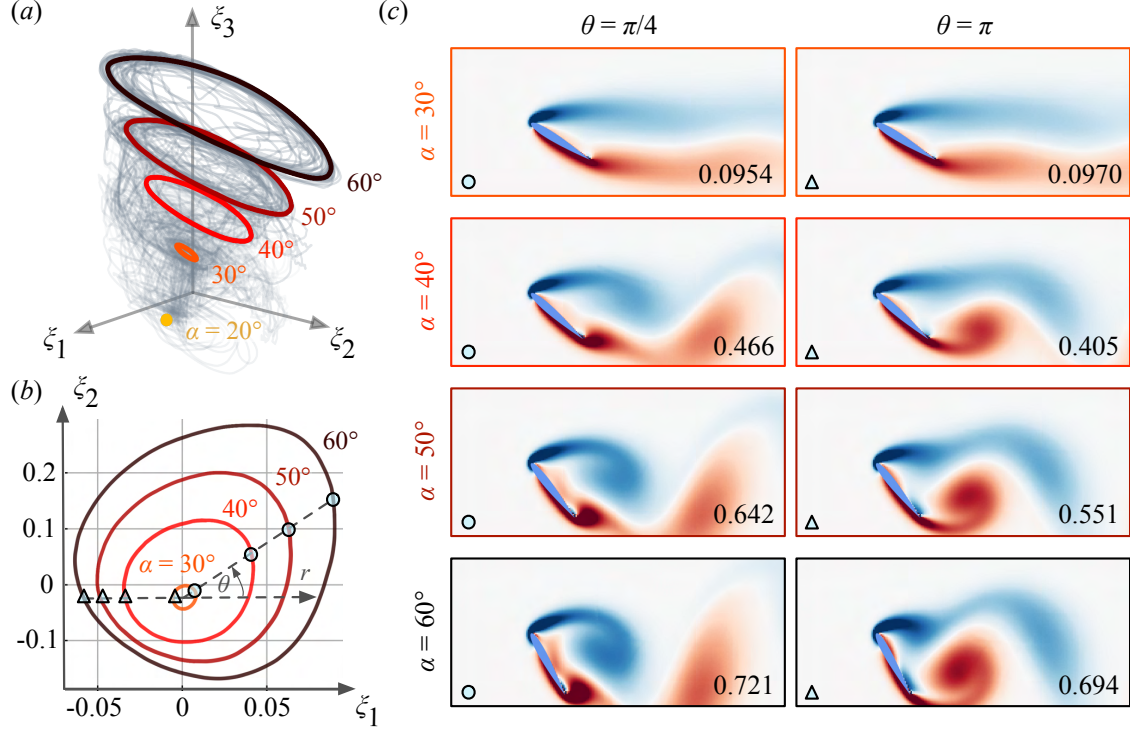 (a)
ξ3
60°
50°
40°
30°
α = 20°
ξ1
ξ2
(b)
ξ2
60°
50°
40°
α = 30°
θ
r
0.2
0.1
0
-0.1
-0.05
0
0.05
ξ1
(c)
θ = π/4
θ = π
α = 30°
0.0954
0.0970
α = 40°
0.466
0.405
α = 50°
0.642
0.551
α = 60°
0.721
0.694